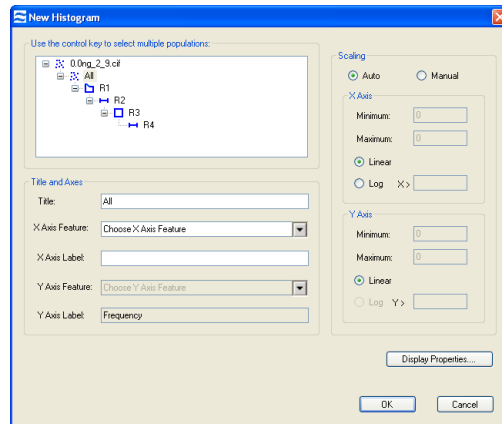 New Histogram
Use the control key to select multiple populations:
0.0ng_2_9.cif
All
R1
R2
R3
R4
Title and Axes
Title: All
X Axis Feature: Choose X Axis Feature
X Axis Label:
Y Axis Feature: Choose Y Axis Feature
Y Axis Label: Frequency
Scaling
Auto Manual
X Axis
Minimum: 0
Maximum: 0
Linear
Log X >
Y Axis
Minimum: 0
Maximum: 0
Linear
Log Y >
Display Properties....
OK Cancel